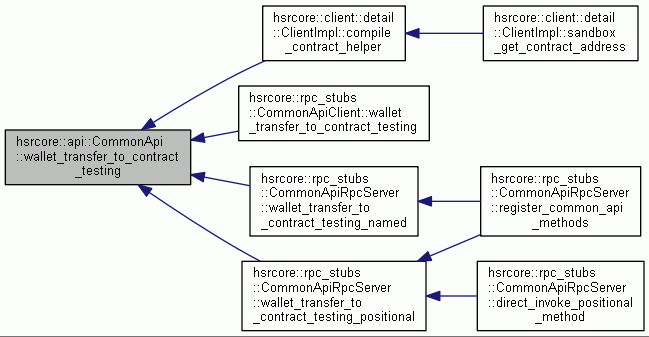 hsrcore::client::detail
::ClientImpl::compile
_contract_helper
hsrcore::client::detail
::ClientImpl::sandbox
_get_contract_address
hsrcore::rpc_stubs
::CommonApiClient::wallet
_transfer_to_contract_testing
hsrcore::api::CommonApi
::wallet_transfer_to_contract
_testing
hsrcore::rpc_stubs
::CommonApiRpcServer
::wallet_transfer_to
_contract_testing_named
hsrcore::rpc_stubs
::CommonApiRpcServer
::register_common_api
_methods
hsrcore::rpc_stubs
::CommonApiRpcServer
::wallet_transfer_to
_contract_testing_positional
hsrcore::rpc_stubs
::CommonApiRpcServer
::direct_invoke_positional
_method